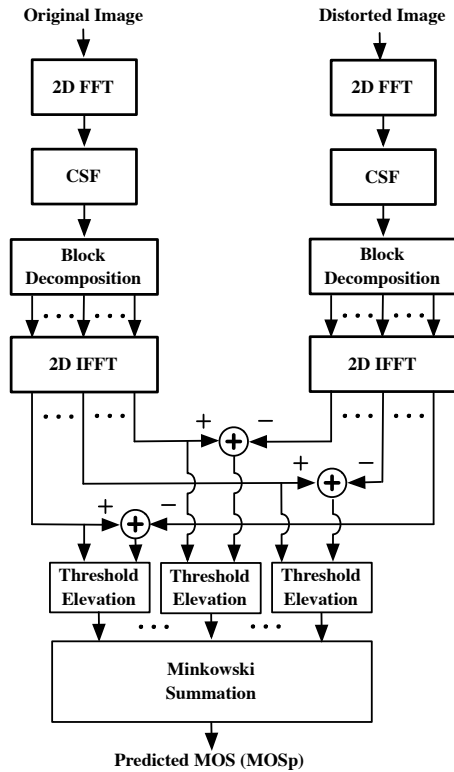 Original Image
Distorted Image
2D FFT
2D FFT
CSF
CSF
Block
Decomposition
Block
Decomposition
• • •
• • •
• • •
• • •
2D IFFT
2D IFFT
• • •
• • •
• • •
• • •
+
−
+
+
−
+
+
−
+
Threshold
Elevation
Threshold
Elevation
Threshold
Elevation
• • •
• • •
Minkowski
Summation
Predicted MOS (MOSp)